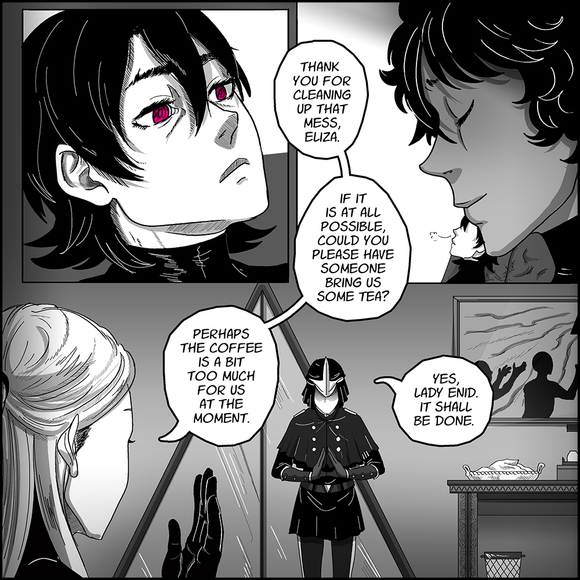 THANK
YOU FOR
CLEANING
UP THAT
MESS,
ELIZA.
IF IT
IS AT ALL
POSSIBLE,
COULD YOU
PLEASE HAVE
SOMEONE
BRING US
SOME TEA?
PERHAPS
THE COFFEE
IS A BIT
TOO MUCH
FOR US
AT THE
MOMENT.
YES,
LADY ENID.
IT SHALL
BE DONE.